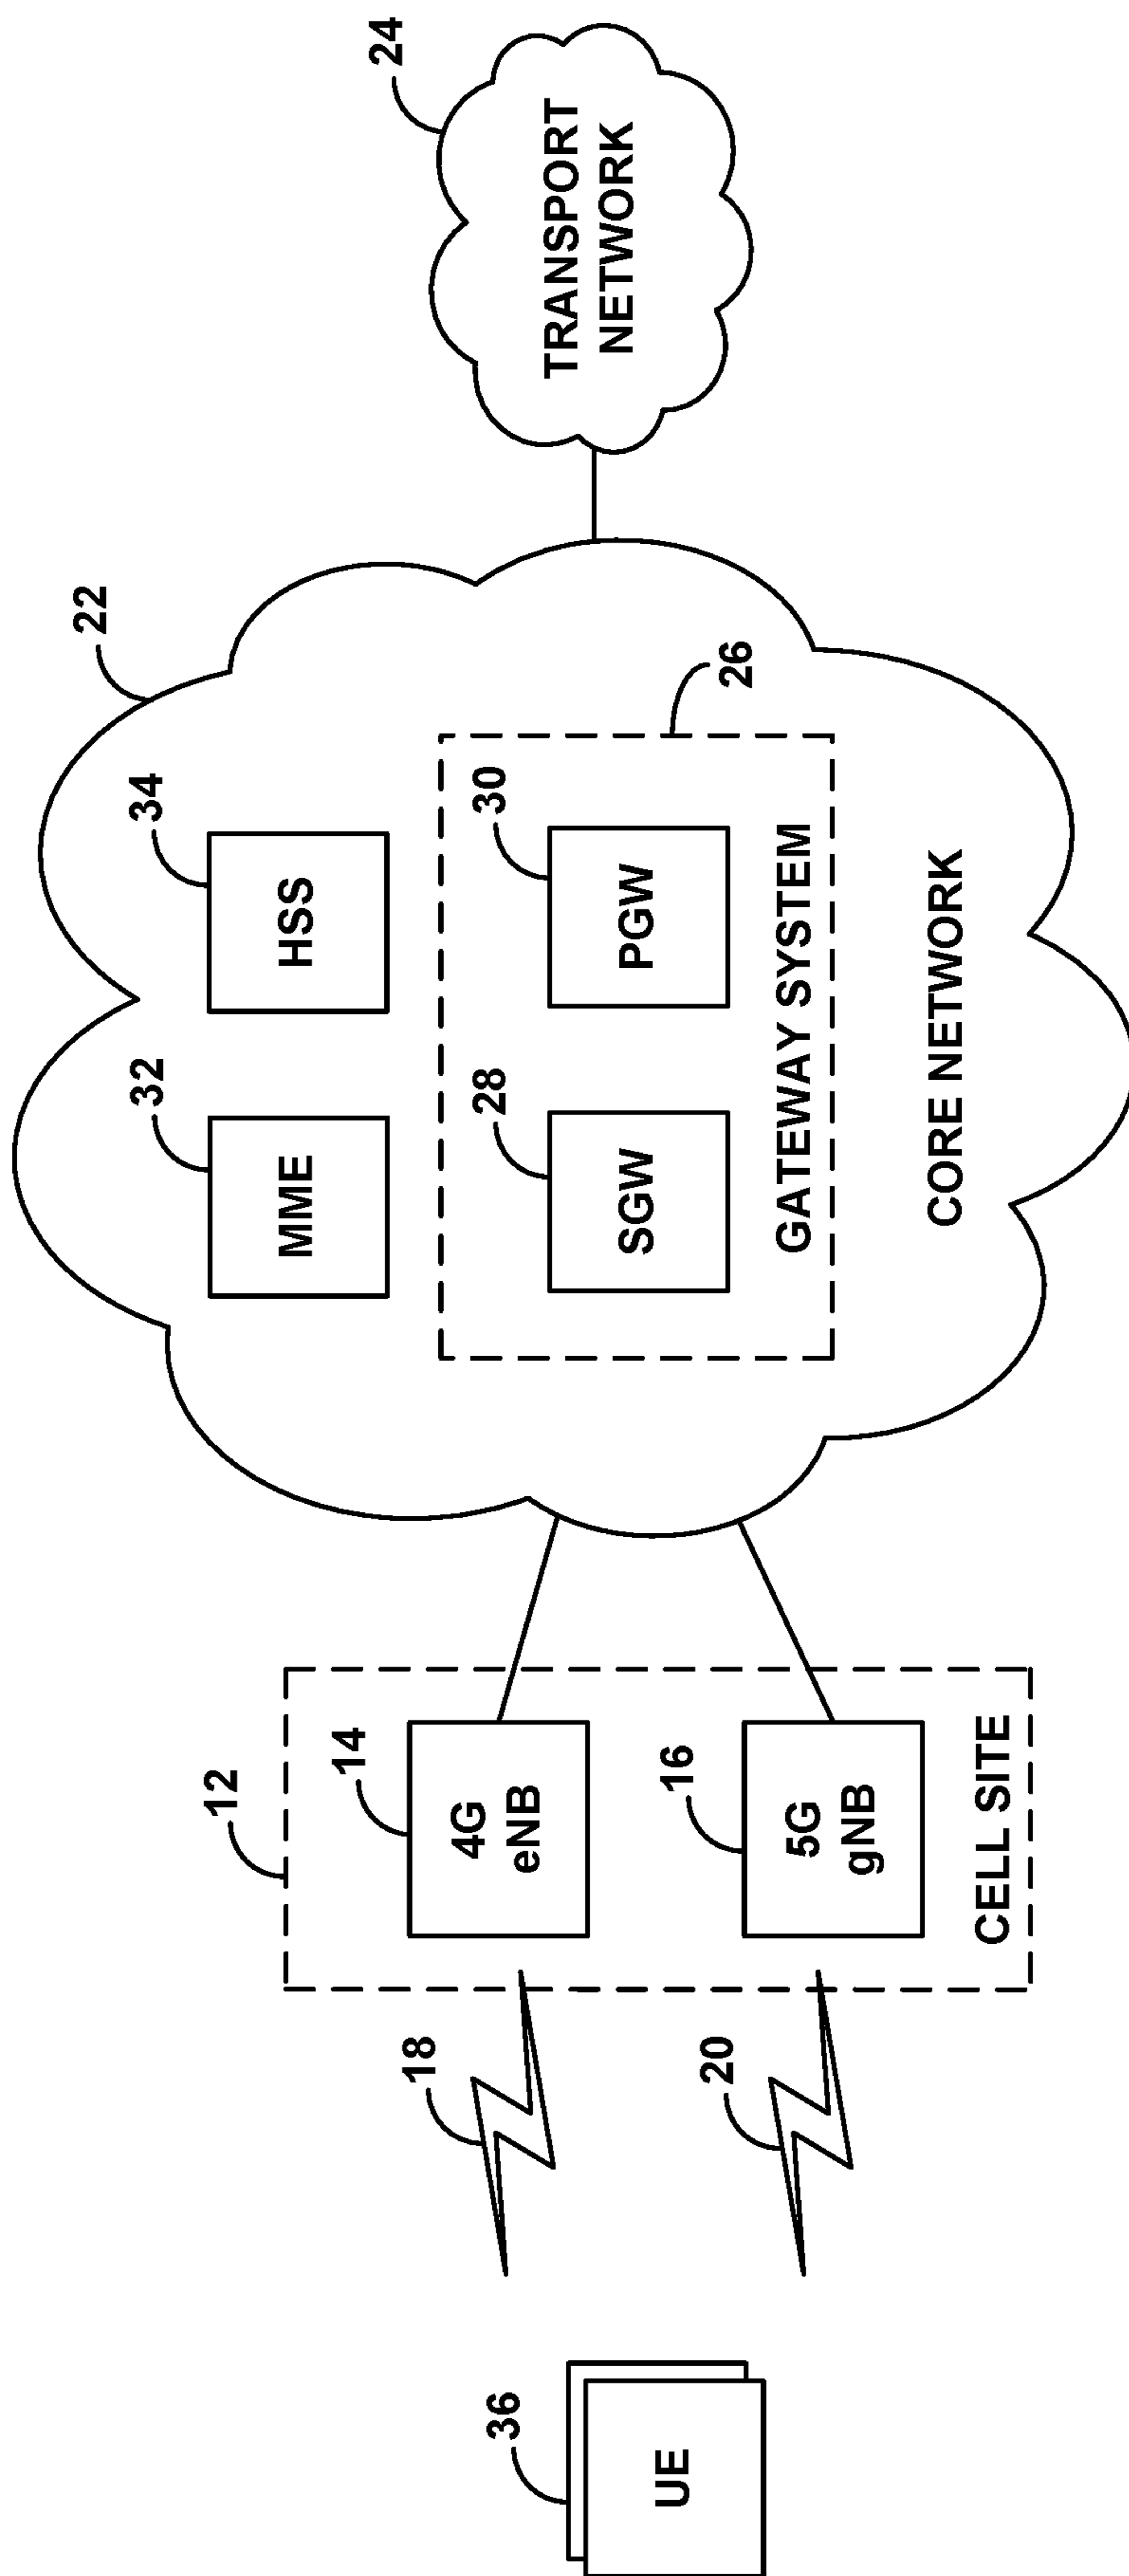 36
UE
18
20
12
14
4G
eNB
16
5G
gNB
CELL SITE
22
32
MME
34
HSS
28
SGW
30
PGW
GATEWAY SYSTEM
26
CORE NETWORK
24
TRANSPORT
NETWORK